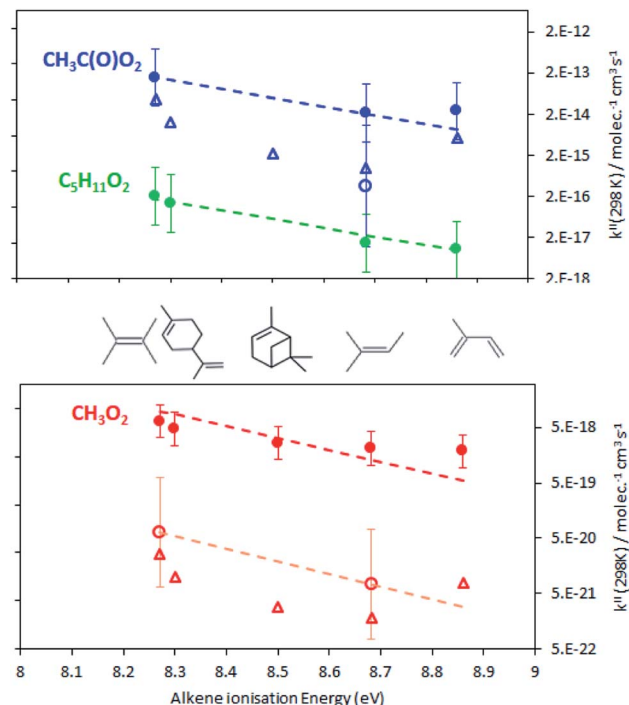 CH₃C(O)O₂
C₅H₁₁O₂
2.E-12
2.E-13
2.E-14
2.E-15
2.E-16
2.E-17
2.E-18
kᴵᴵ(298 K) / molec.⁻¹ cm³ s⁻¹
CH₃O₂
5.E-18
5.E-19
5.E-20
5.E-21
5.E-22
kᴵᴵ(298K) / molec.⁻¹ cm³ s⁻¹
8 8.1 8.2 8.3 8.4 8.5 8.6 8.7 8.8 8.9 9
Alkene ionisation Energy (eV)